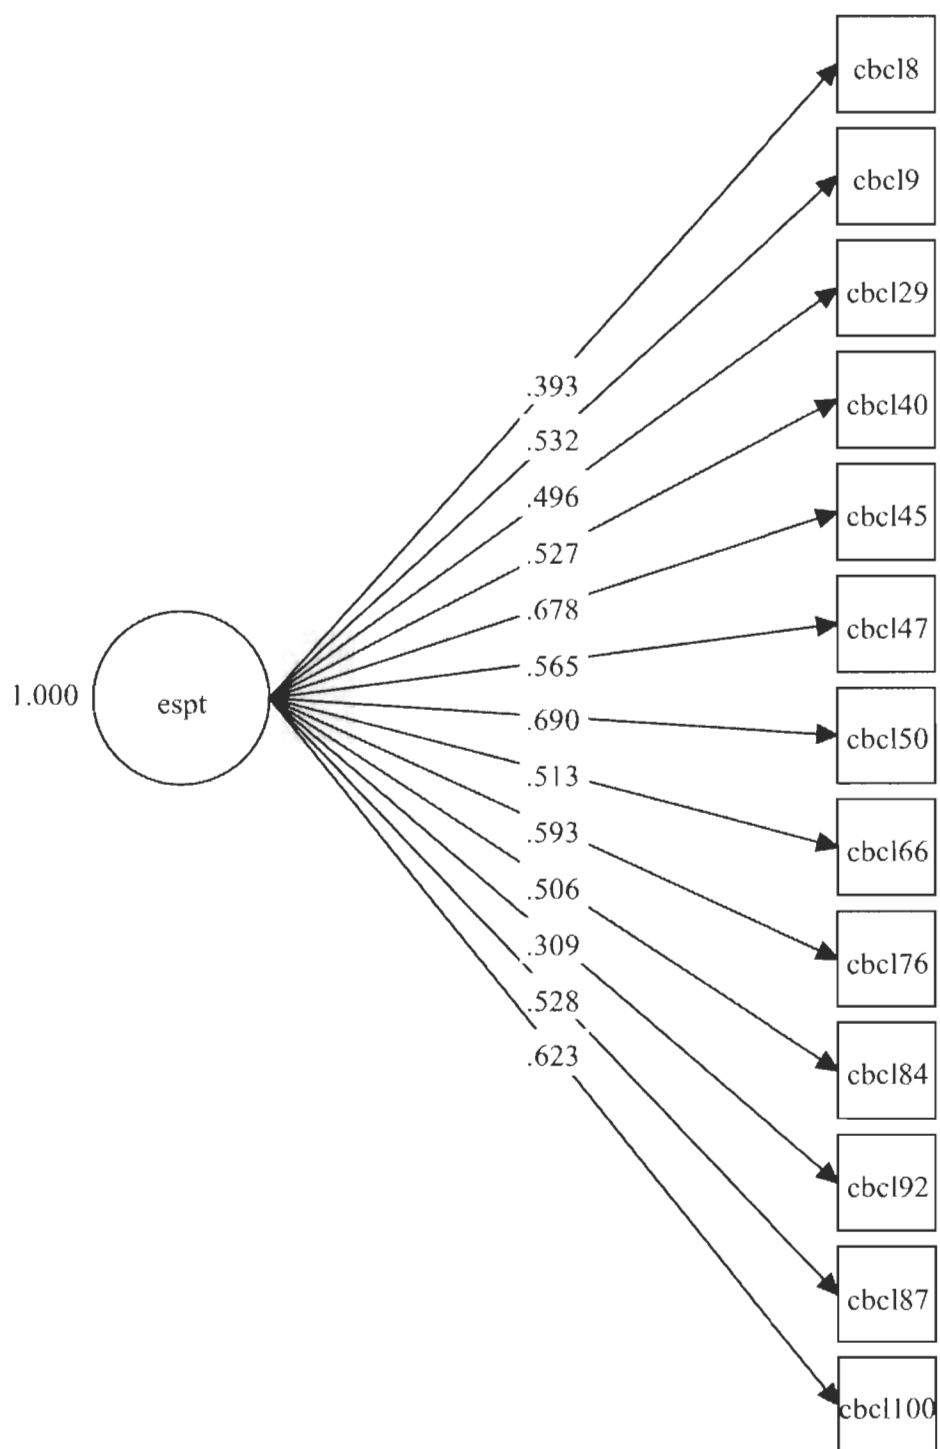 cbcl8
cbcl9
cbcl29
cbcl40
cbcl45
cbcl47
cbcl50
cbcl66
cbcl76
cbcl84
cbcl92
cbcl87
cbcl100
.393
.532
.496
.527
.678
.565
.690
.513
.593
.506
.309
.528
.623
1.000
espt